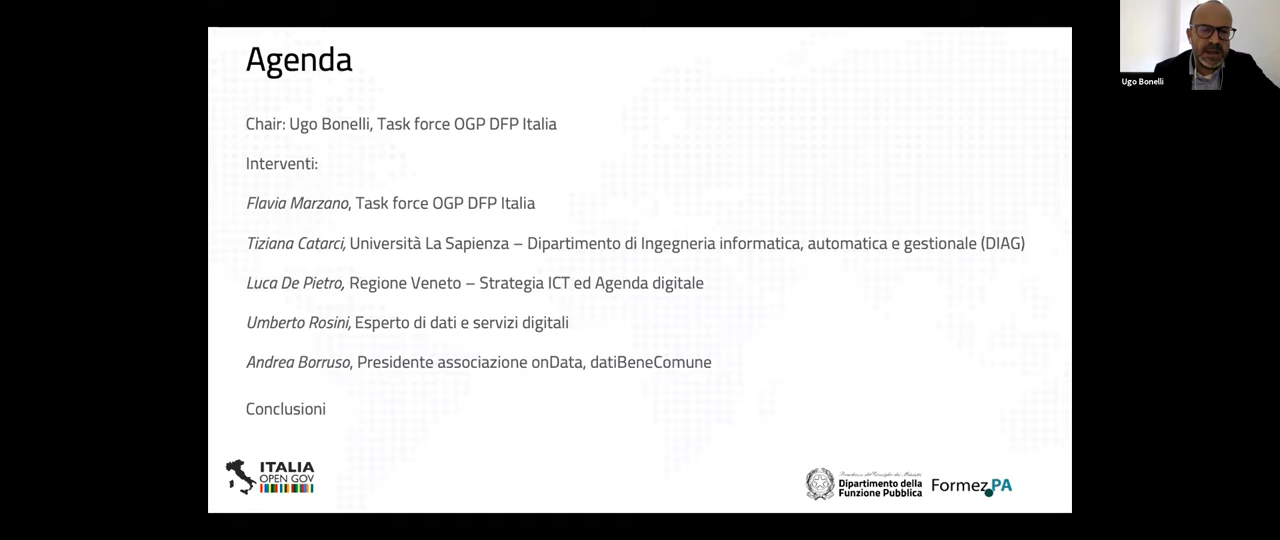 Agenda
Chair: Ugo Bonelli, Task force OGP DFP Italia
Interventi:
Flavia Marzano, Task force OGP DFP Italia
Tiziana Catarci, Università La Sapienza – Dipartimento di Ingegneria informatica, automatica e gestionale (DIAG)
Luca De Pietro, Regione Veneto – Strategia ICT ed Agenda digitale
Umberto Rosini, Esperto di dati e servizi digitali
Andrea Borruso, Presidente associazione onData, datiBeneComune
Conclusioni
ITALIA
OPEN GOV
Presidenza del Consiglio dei Ministri
Dipartimento della
Funzione Pubblica
Formez PA
Ugo Bonelli